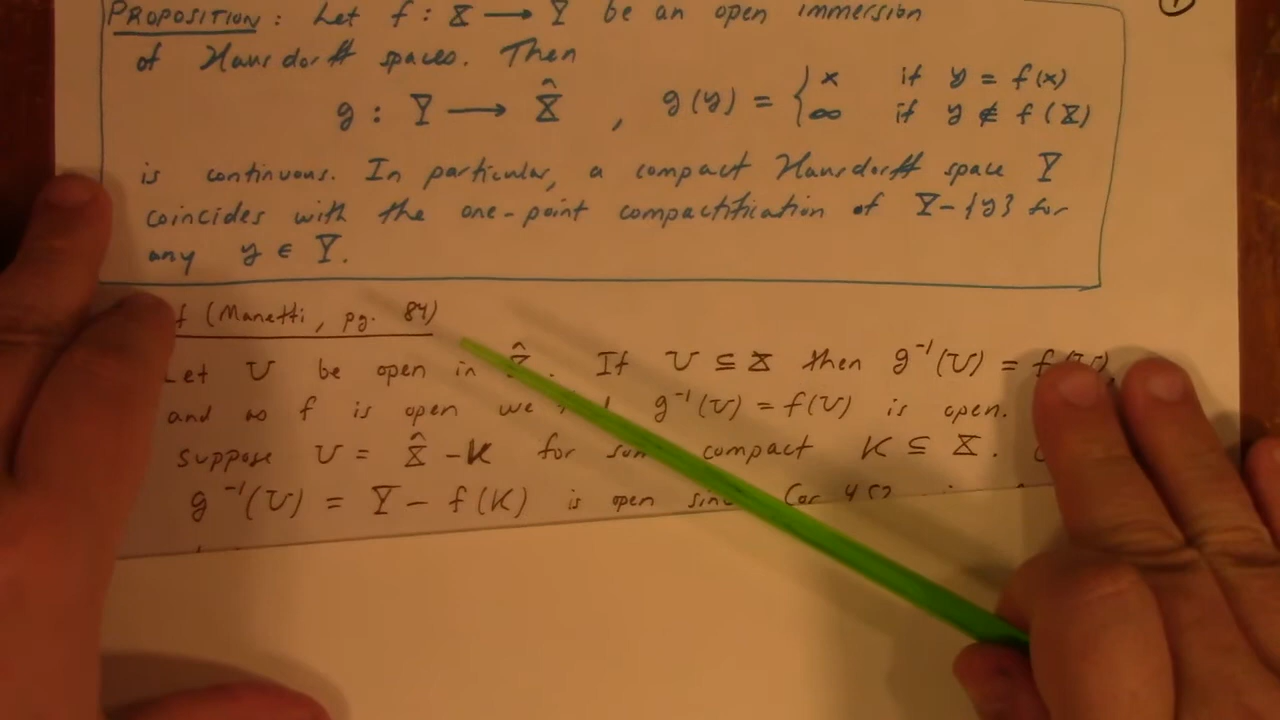 PROPOSITION : Let f : X → Y be an open immersion
of Hausdorff spaces. Then
g : Y → X̂ , g(y) = { x if y = f(x)
∞ if y ∉ f(X)
is continuous. In particular, a compact Hausdorff space Y
coincides with the one-point compactification of Y-{y} for
any y ∈ Y.
f (Manetti, pg. 84)
Let U be open in X̂. If U ⊆ X then g⁻¹(U) = f(U),
and as f is open we g⁻¹(U) = f(U) is open.
suppose U = X̂ - K for compact K ⊆ X.
g⁻¹(U) = Y - f(K) is open